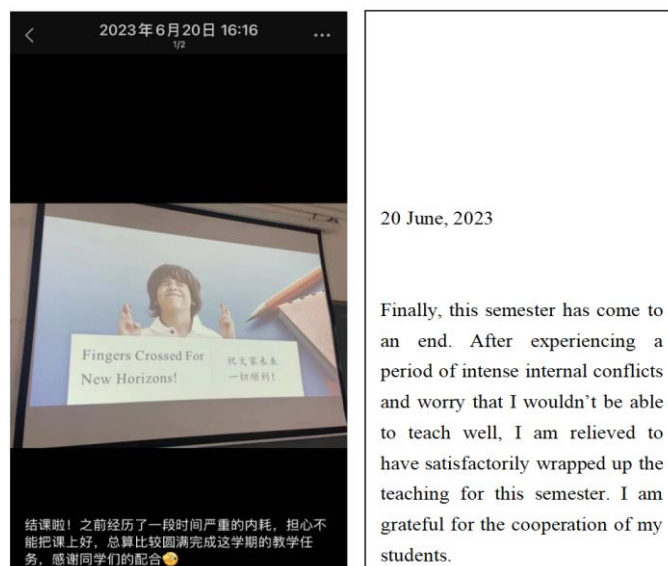 2023年6月20日 16:16
1/2
Fingers Crossed For
New Horizons!
祝大家未来
一切顺利！
结课啦！之前经历了一段时间严重的内耗，担心不
能把课上好，总算比较圆满完成这学期的教学任
务，感谢同学们的配合
20 June, 2023
Finally, this semester has come to
an end. After experiencing a
period of intense internal conflicts
and worry that I wouldn’t be able
to teach well, I am relieved to
have satisfactorily wrapped up the
teaching for this semester. I am
grateful for the cooperation of my
students.